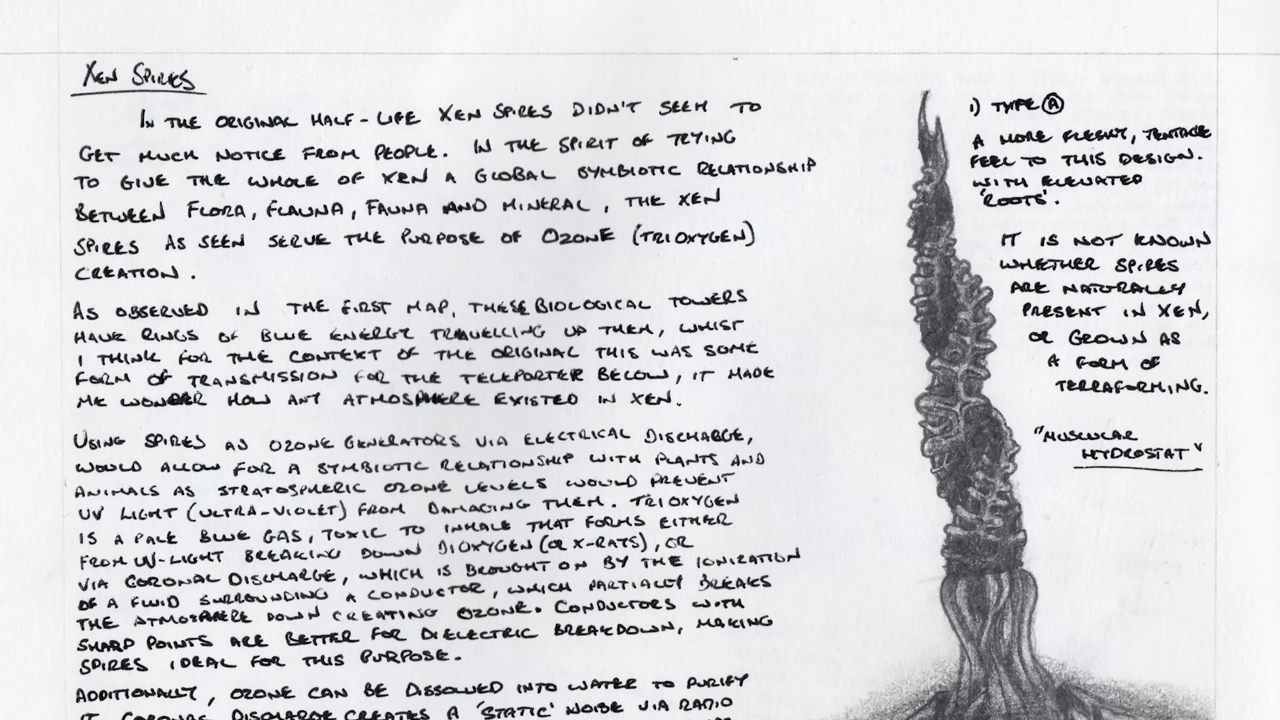 XEN SPIRES
IN THE ORIGINAL HALF-LIFE XEN SPIRES DIDN'T SEEM TO
GET MUCH NOTICE FROM PEOPLE. IN THE SPIRIT OF TRYING
TO GIVE THE WHOLE OF XEN A GLOBAL SYMBIOTIC RELATIONSHIP
BETWEEN FLORA, FLAUNA, FAUNA AND MINERAL, THE XEN
SPIRES AS SEEN SERVE THE PURPOSE OF OZONE (TRIOXYGEN)
CREATION.
AS OBSERVED IN THE FIRST MAP, THESE BIOLOGICAL TOWERS
HAVE RINGS OF BLUE ENERGY TRAVELLING UP THEM, WHILST
I THINK FOR THE CONTEXT OF THE ORIGINAL THIS WAS SOME
FORM OF TRANSMISSION FOR THE TELEPORTER BELOW, IT MADE
ME WONDER HOW ANY ATMOSPHERE EXISTED IN XEN.
USING SPIRES AS OZONE GENERATORS VIA ELECTRICAL DISCHARGE,
WOULD ALLOW FOR A SYMBIOTIC RELATIONSHIP WITH PLANTS AND
ANIMALS AS STRATOSPHERIC OZONE LEVELS WOULD PREVENT
UV LIGHT (ULTRA-VIOLET) FROM DAMAGING THEM. TRIOXYGEN
IS A PALE BLUE GAS, TOXIC TO INHALE THAT FORMS EITHER
FROM UV-LIGHT BREAKING DOWN DIOXYGEN (OR X-RAYS), OR
VIA CORONAL DISCHARGE, WHICH IS BROUGHT ON BY THE IONIZATION
OF A FLUID SURROUNDING A CONDUCTOR, WHICH PARTIALLY BREAKS
THE ATMOSPHERE DOWN CREATING OZONE. CONDUCTORS WITH
SHARP POINTS ARE BETTER FOR DIELECTRIC BREAKDOWN, MAKING
SPIRES IDEAL FOR THIS PURPOSE.
ADDITIONALLY, OZONE CAN BE DISSOLVED INTO WATER TO PURIFY
IT. CORONAL DISCHARGE CREATES A 'STATIC' NOISE VIA RADIO
1) TYPE A
A MORE FLESHY, TENTACLE
FEEL TO THIS DESIGN.
WITH ELEVATED
'ROOTS'.
IT IS NOT KNOWN
WHETHER SPIRES
ARE NATURALLY
PRESENT IN XEN,
OR GROWN AS
A FORM OF
TERRAFORMING.
"MUSCULAR
HYDROSTAT"